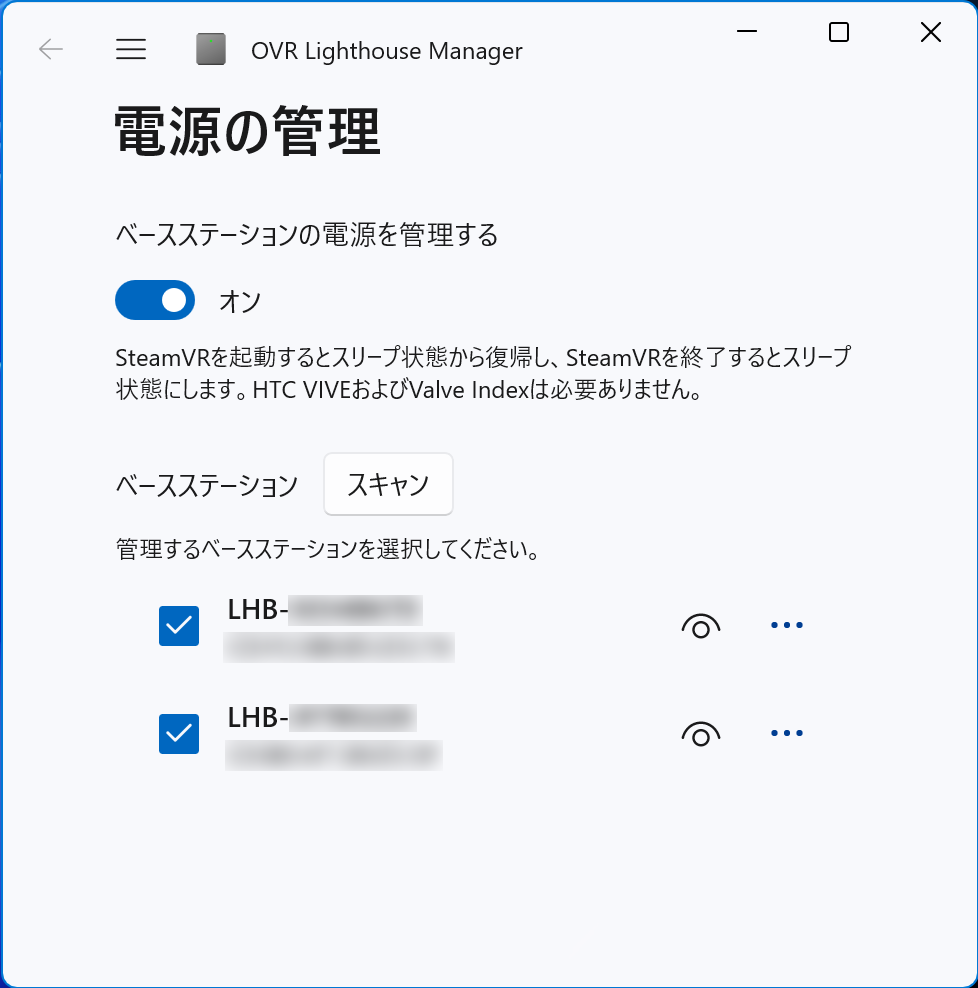 OVR Lighthouse Manager
電源の管理
ベースステーションの電源を管理する
オン
SteamVRを起動するとスリープ状態から復帰し、SteamVRを終了するとスリープ
状態にします。HTC VIVEおよびValve Indexは必要ありません。
ベースステーション スキャン
管理するベースステーションを選択してください。
LHB-
LHB-